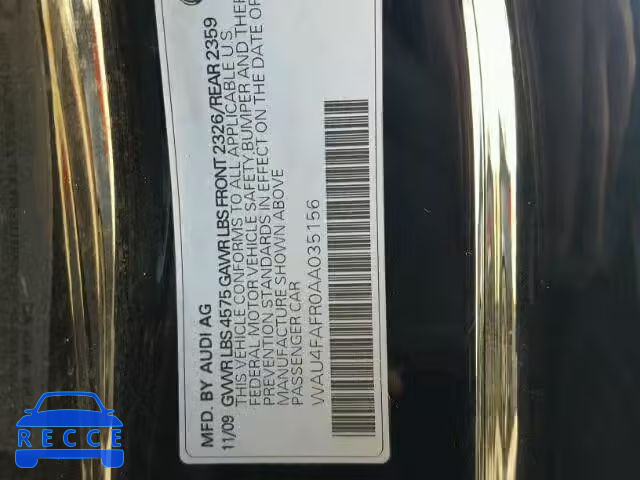 MFD. BY AUDI AG
11/09 GVWR LBS 4575 GAWR LBS FRONT 2326/REAR 2359
THIS VEHICLE CONFORMS TO ALL APPLICABLE U.S.
FEDERAL MOTOR VEHICLE SAFETY, BUMPER AND THEFT
PREVENTION STANDARDS IN EFFECT ON THE DATE OF
MANUFACTURE SHOWN ABOVE
PASSENGER CAR
WAU4FAFR0AA035156
RECCE